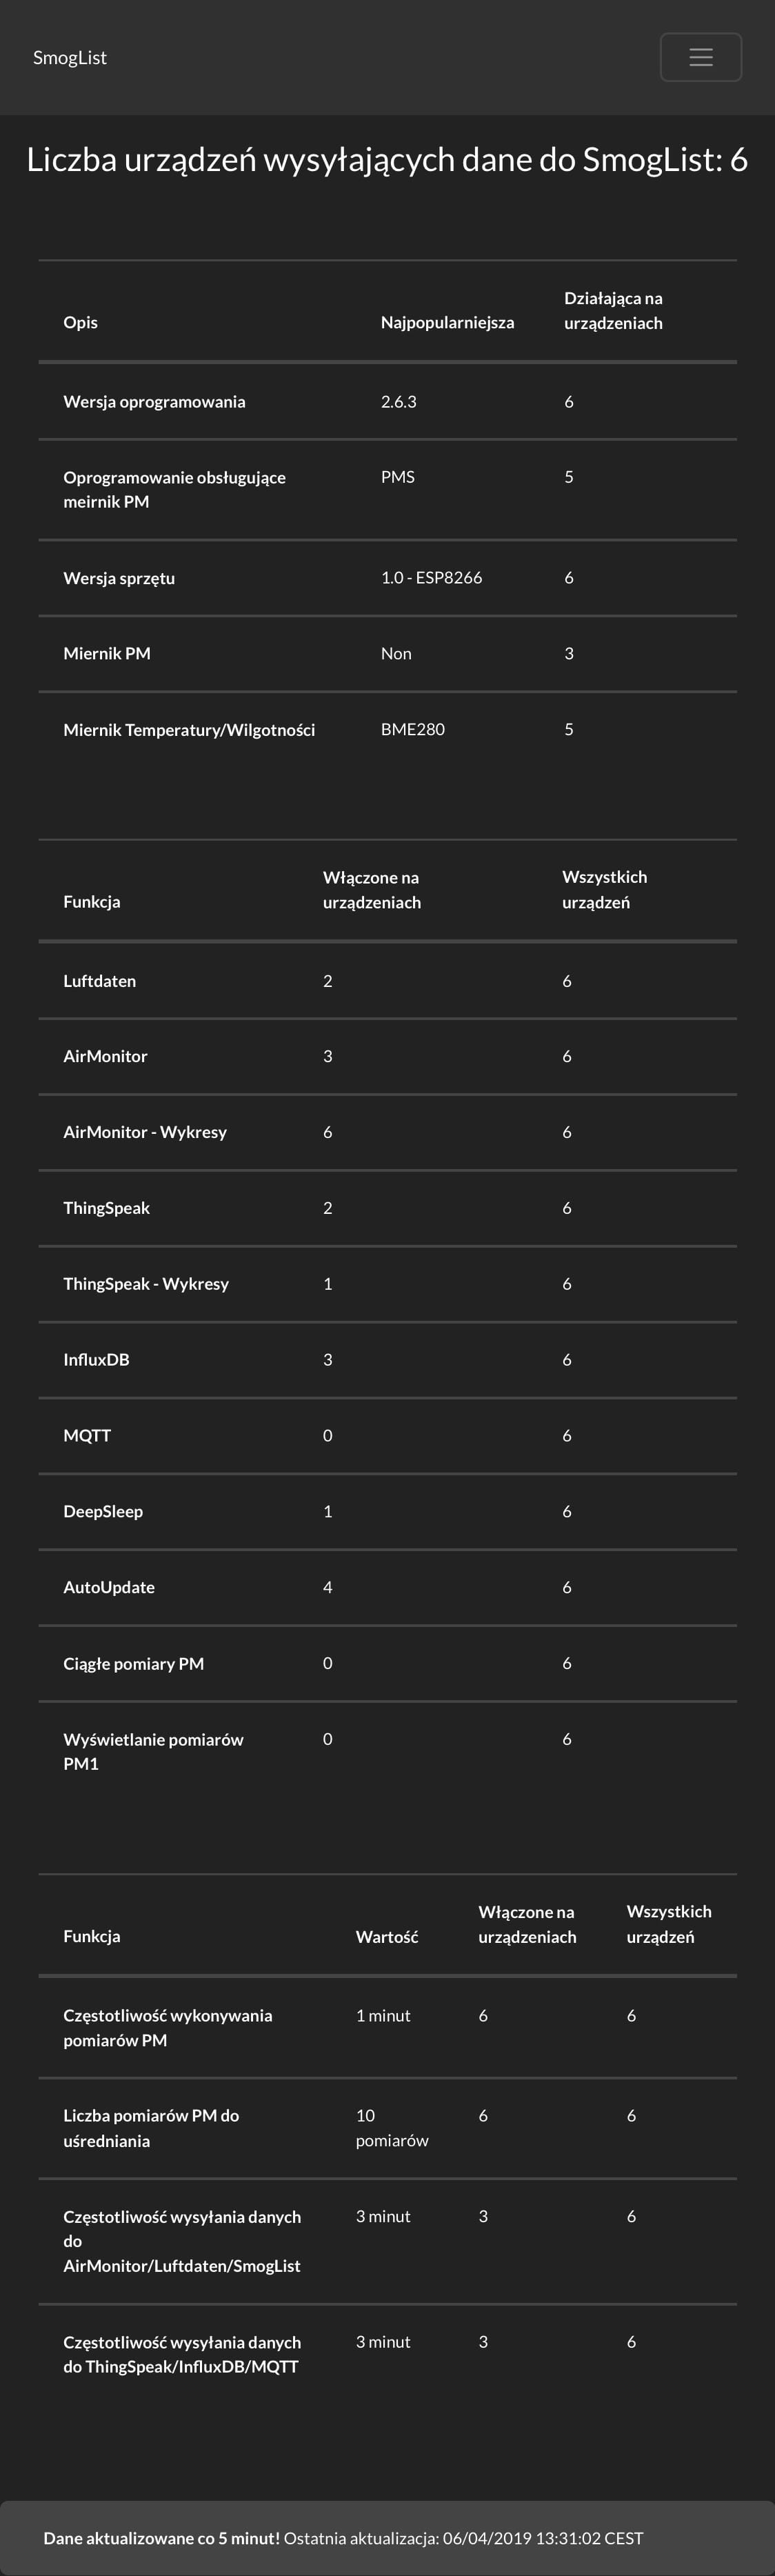 SmogList
Liczba urządzeń wysyłających dane do SmogList: 6
Opis Najpopularniejsza Działająca na urządzeniach
Wersja oprogramowania 2.6.3 6
Oprogramowanie obsługujące PMS 5
meirnik PM
Wersja sprzętu 1.0 - ESP8266 6
Miernik PM Non 3
Miernik Temperatury/Wilgotności BME280 5
Funkcja Włączone na urządzeniach Wszystkich urządzeń
Luftdaten 2 6
AirMonitor 3 6
AirMonitor - Wykresy 6 6
ThingSpeak 2 6
ThingSpeak - Wykresy 1 6
InfluxDB 3 6
MQTT 0 6
DeepSleep 1 6
AutoUpdate 4 6
Ciągłe pomiary PM 0 6
Wyświetlanie pomiarów 0 6
PM1
Funkcja Wartość Włączone na urządzeniach Wszystkich urządzeń
Częstotliwość wykonywania 1 minut 6 6
pomiarów PM
Liczba pomiarów PM do 10 6 6
uśredniania pomiarów
Częstotliwość wysyłania danych 3 minut 3 6
do
AirMonitor/Luftdaten/SmogList
Częstotliwość wysyłania danych 3 minut 3 6
do ThingSpeak/InfluxDB/MQTT
Dane aktualizowane co 5 minut! Ostatnia aktualizacja: 06/04/2019 13:31:02 CEST